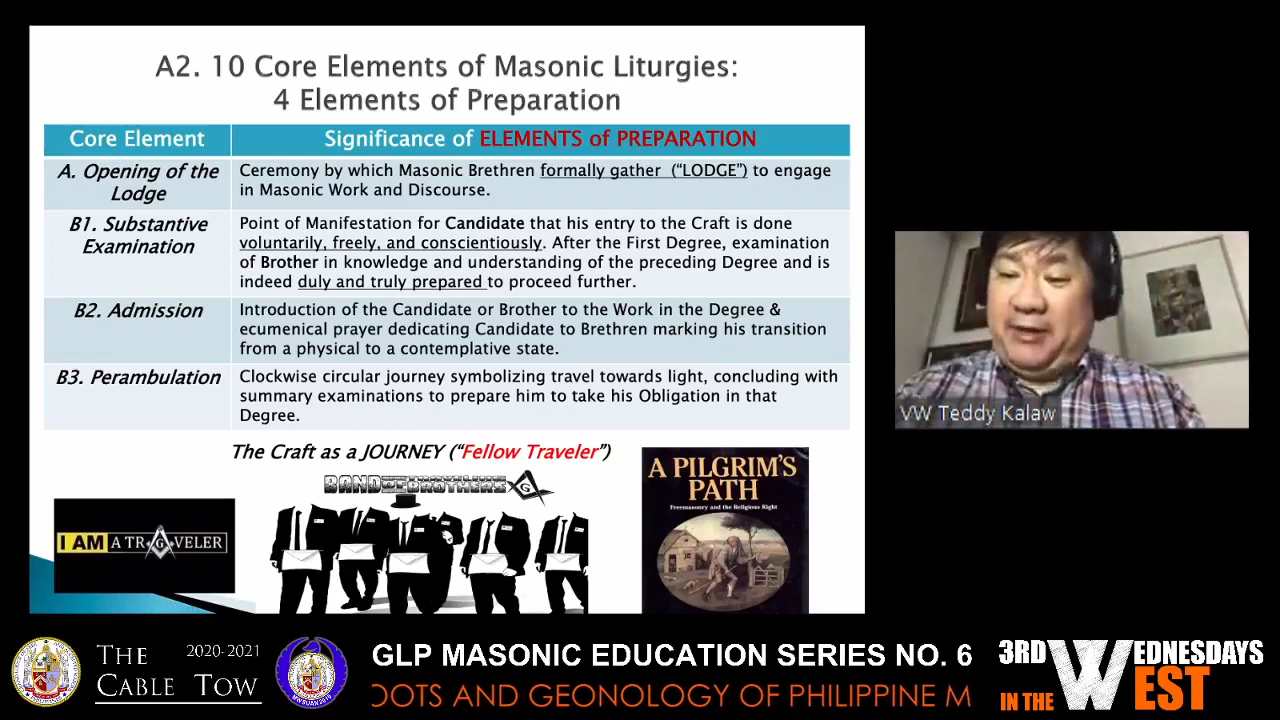 A2. 10 Core Elements of Masonic Liturgies:
4 Elements of Preparation
Core Element
Significance of ELEMENTS of PREPARATION
A. Opening of the
Lodge
Ceremony by which Masonic Brethren formally gather (“LODGE”) to engage
in Masonic Work and Discourse.
B1. Substantive
Examination
Point of Manifestation for Candidate that his entry to the Craft is done
voluntarily, freely, and conscientiously. After the First Degree, examination
of Brother in knowledge and understanding of the preceding Degree and is
indeed duly and truly prepared to proceed further.
B2. Admission
Introduction of the Candidate or Brother to the Work in the Degree &
ecumenical prayer dedicating Candidate to Brethren marking his transition
from a physical to a contemplative state.
B3. Perambulation
Clockwise circular journey symbolizing travel towards light, concluding with
summary examinations to prepare him to take his Obligation in that
Degree.
The Craft as a JOURNEY (“Fellow Traveler”)
I AM A TR G VELER
BAND OF BROTHERS G
A PILGRIM'S
PATH
Freemasonry and the Religious Right
VW Teddy Kalaw
THE 2020-2021
CABLE TOW
GLP MASONIC EDUCATION SERIES NO. 6
OOTS AND GEONOLOGY OF PHILIPPINE M
3RD WEDNESDAYS
IN THE WEST